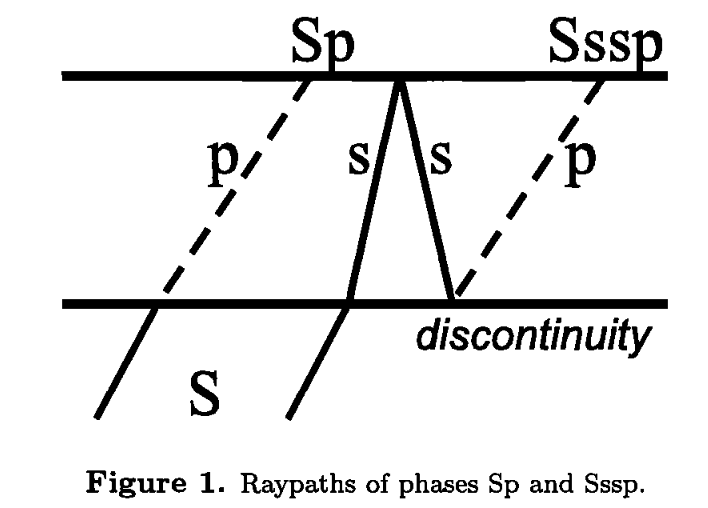 Sp Sssp
p s s p
discontinuity
S
Figure 1. Raypaths of phases Sp and Sssp.